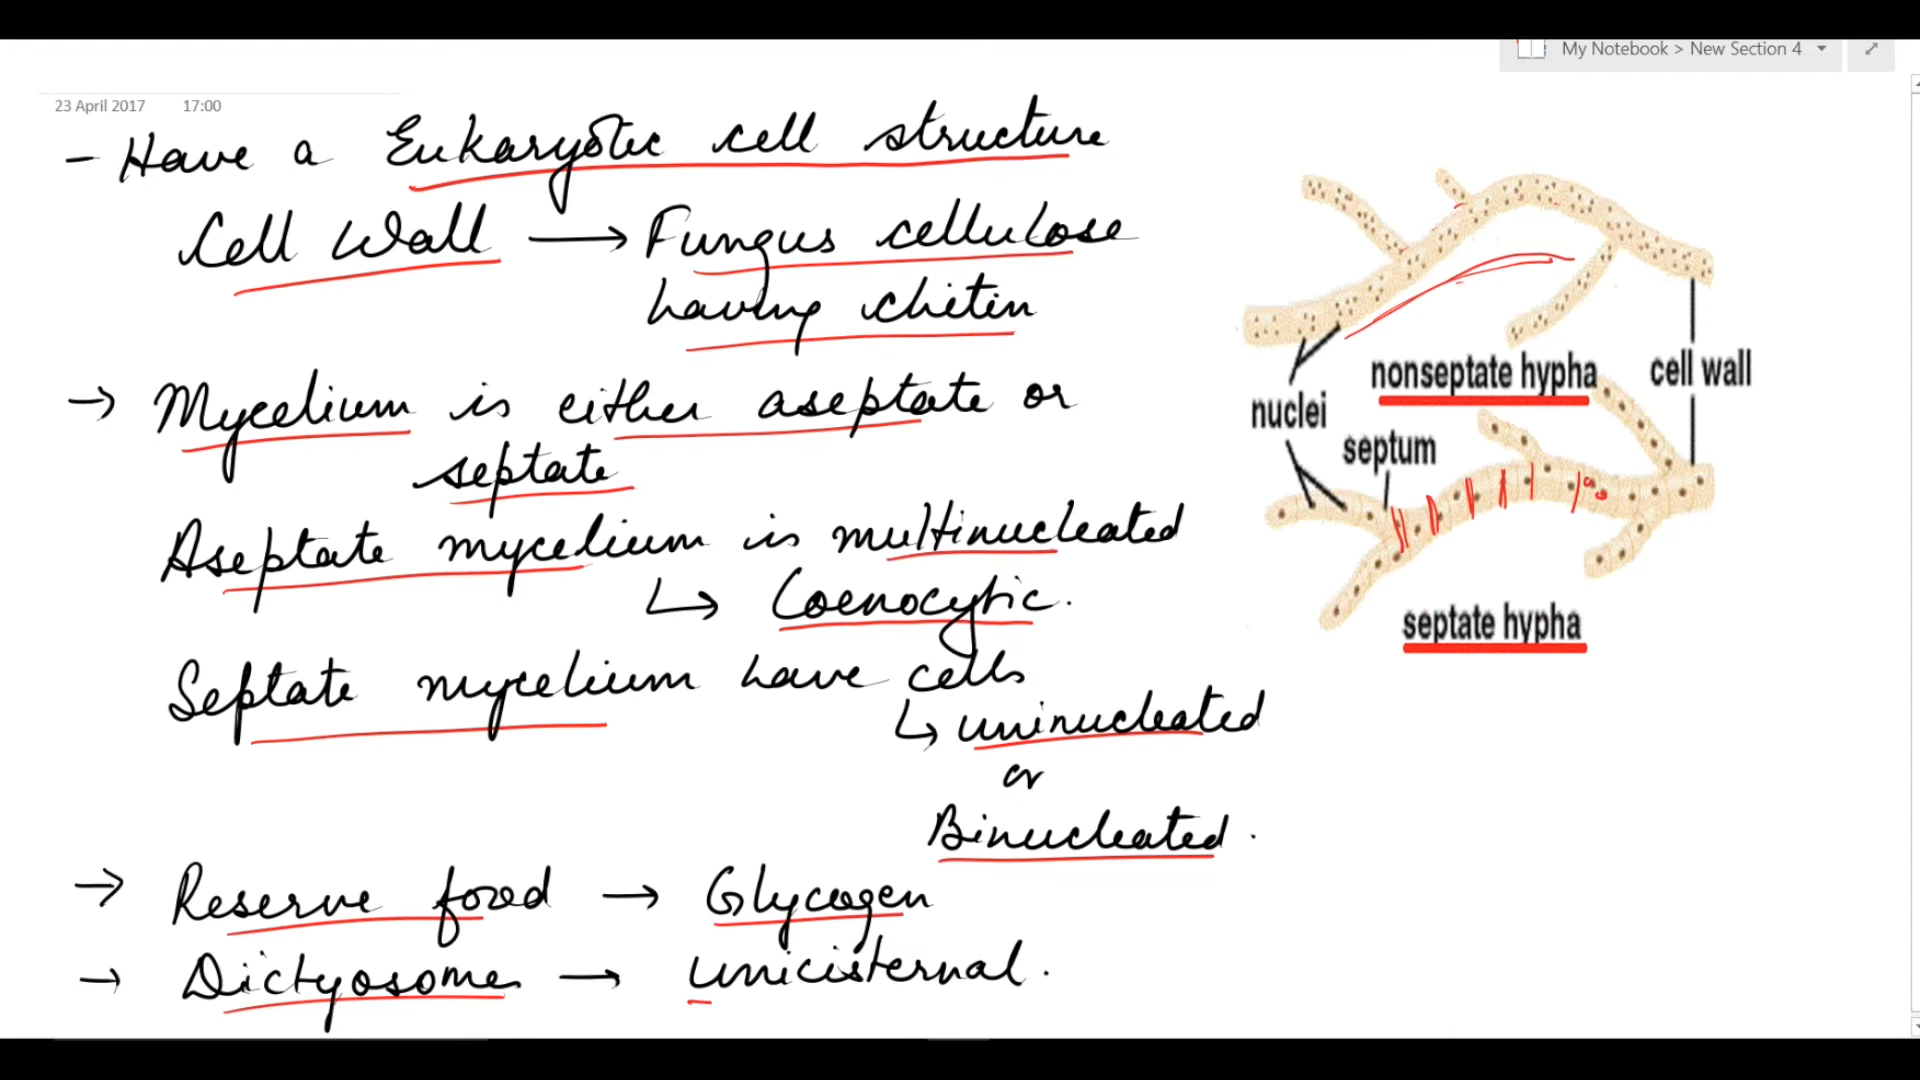 My Notebook > New Section 4
23 April 2017 17:00
- Have a Eukaryotic cell structure
Cell Wall → Fungus cellulose
having chitin
→ Mycelium is either aseptate or
septate
Aseptate mycelium is multinucleated
↳ Coenocytic.
Septate mycelium have cells
↳ uninucleated
or
Binucleated.
→ Reserve food → Glycogen
→ Dictyosome → unicisternal.
nonseptate hypha
cell wall
nuclei
septum
septate hypha